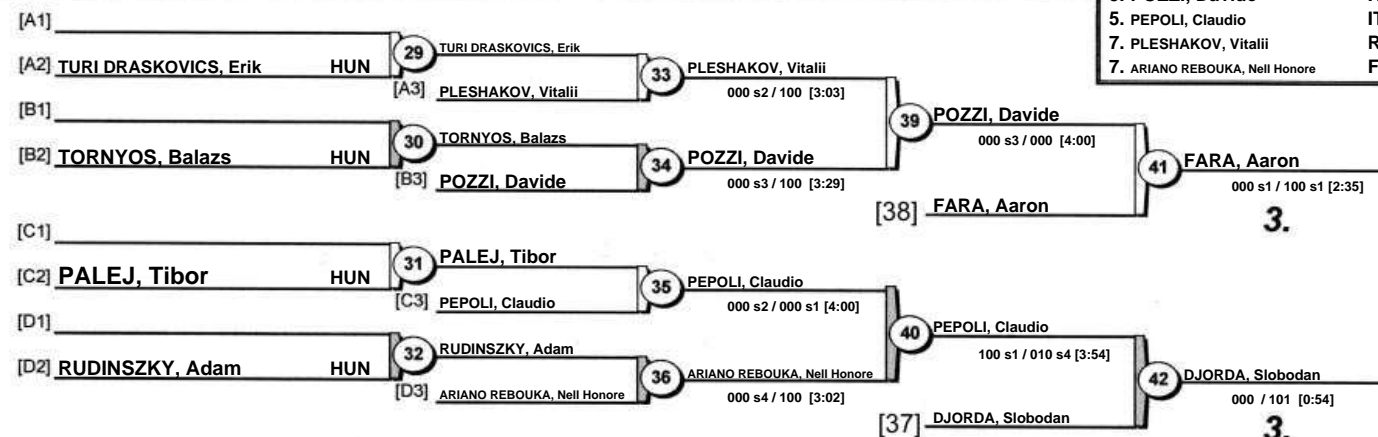 5. PEPOLI, Claudio
7. PLESHAKOV, Vitalii
7. ARIANO REBOUKA, Nell Honore
[A1]
[A2] TURI DRASKOVICS, Erik HUN
29
TURI DRASKOVICS, Erik
[A3] PLESHAKOV, Vitalii
33
PLESHAKOV, Vitalii
000 s2 / 100 [3:03]
[B1]
[B2] TORNYOS, Balazs HUN
30
TORNYOS, Balazs
[B3] POZZI, Davide
34
POZZI, Davide
000 s3 / 100 [3:29]
39
POZZI, Davide
000 s3 / 000 [4:00]
[38] FARA, Aaron
41
FARA, Aaron
000 s1 / 100 s1 [2:35]
3.
[C1]
[C2] PALEJ, Tibor HUN
31
PALEJ, Tibor
[C3] PEPOLI, Claudio
35
PEPOLI, Claudio
000 s2 / 000 s1 [4:00]
[D1]
[D2] RUDINSZKY, Adam HUN
32
RUDINSZKY, Adam
[D3] ARIANO REBOUKA, Nell Honore
36
ARIANO REBOUKA, Nell Honore
000 s4 / 100 [3:02]
40
PEPOLI, Claudio
100 s1 / 010 s4 [3:54]
[37] DJORDA, Slobodan
42
DJORDA, Slobodan
000 / 101 [0:54]
3.